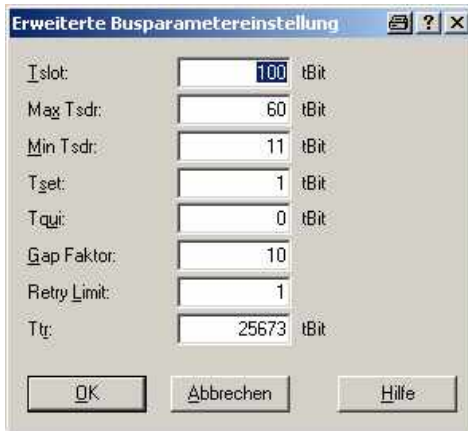 Erweiterte Busparametereinstellung
Tslot: 100 tBit
Max Tsdr: 60 tBit
Min Tsdr: 11 tBit
Tset: 1 tBit
Tqui: 0 tBit
Gap Faktor: 10
Retry Limit: 1
Ttr: 25673 tBit
OK Abbrechen Hilfe